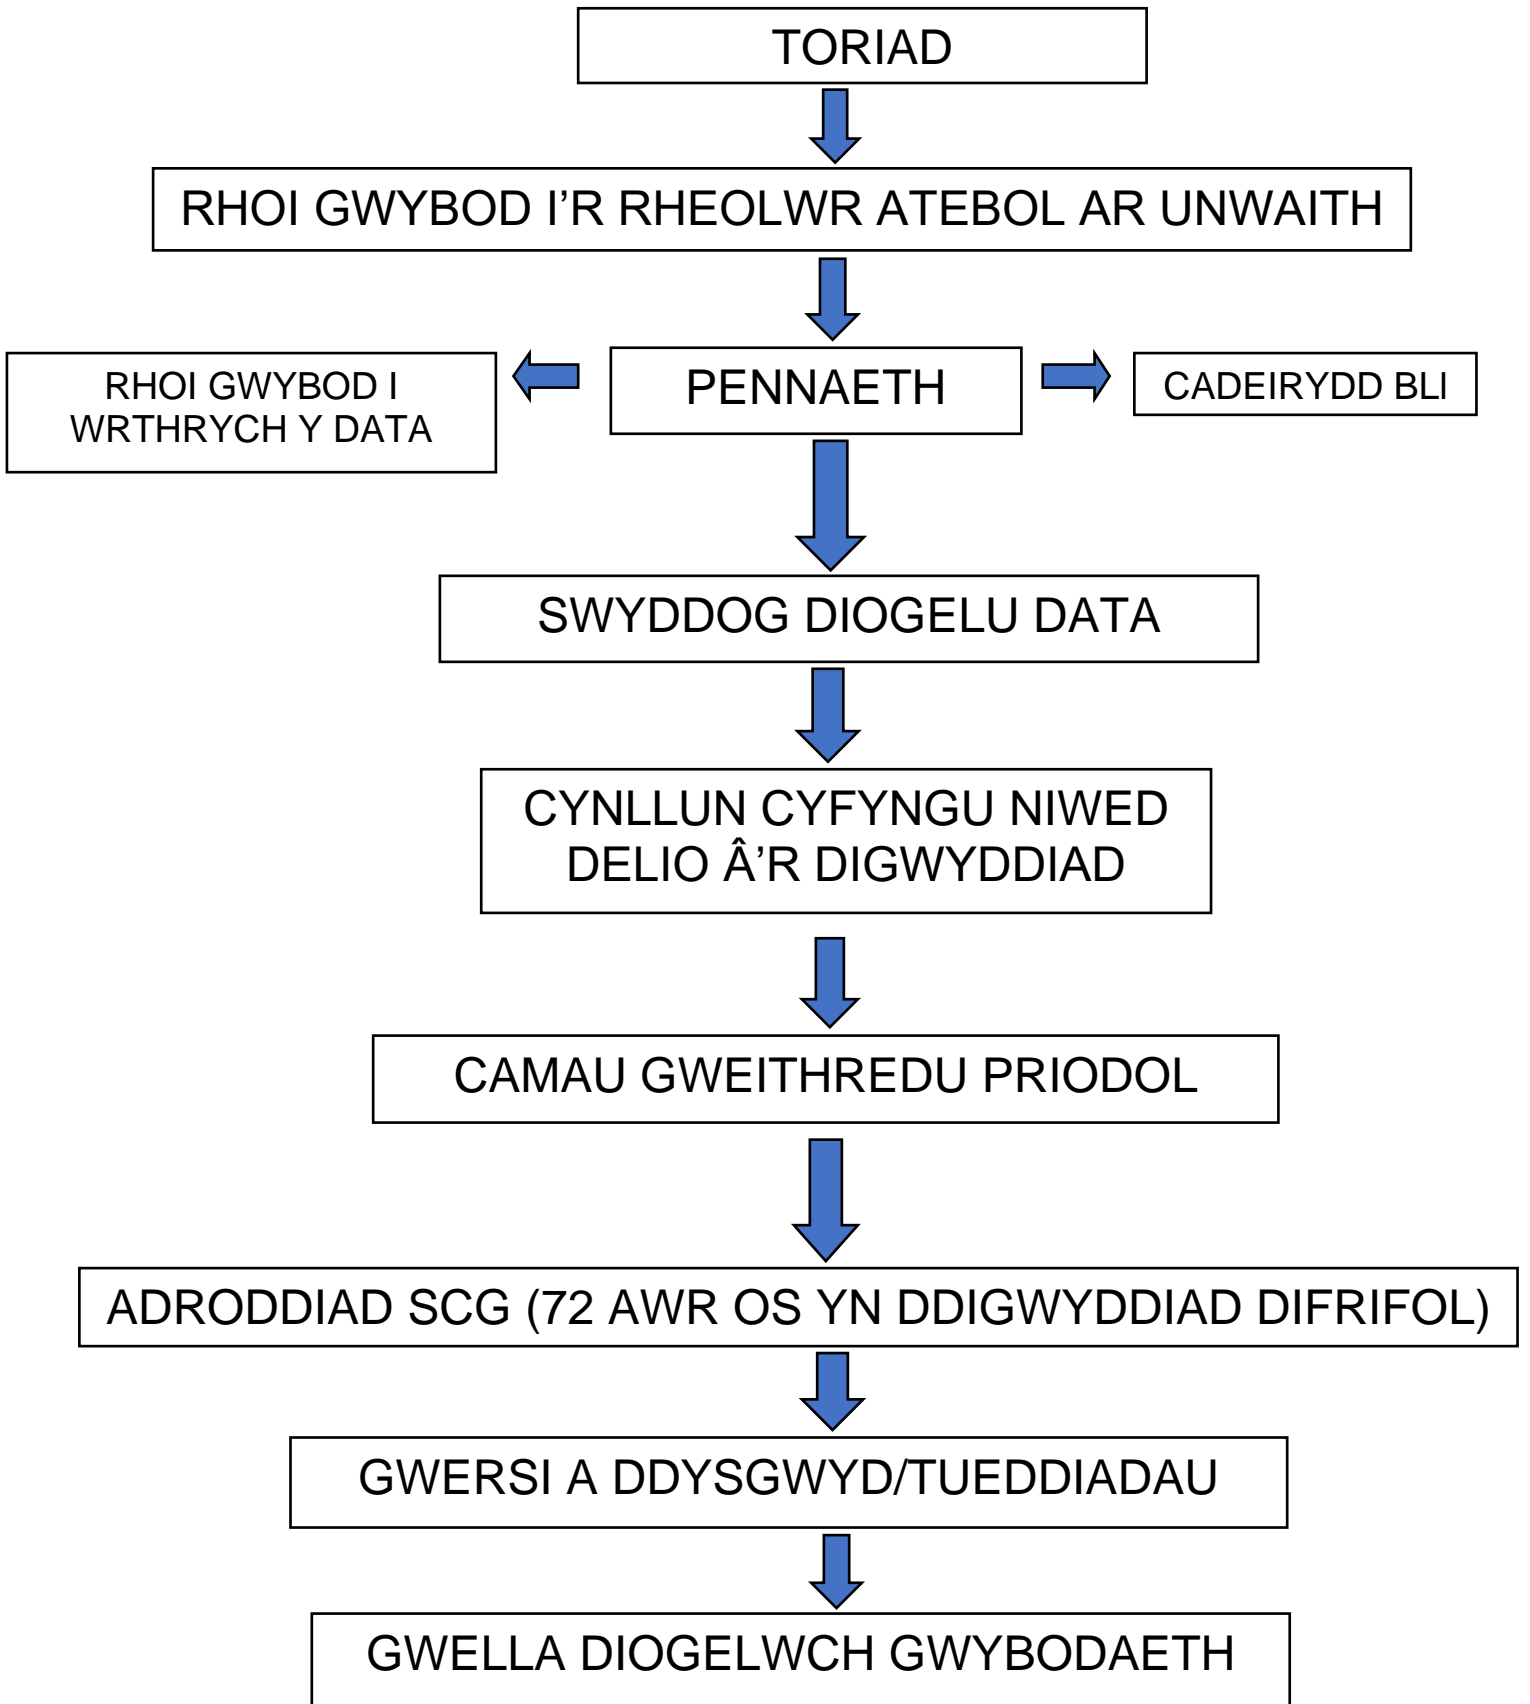 TORIAD
RHOI GWYBOD I’R RHEOLWR ATEBOL AR UNWAITH
RHOI GWYBOD I
WRTHRYCH Y DATA
PENNAETH
CADEIRYDD BLI
SWYDDOG DIOGELU DATA
CYNLLUN CYFYNGU NIWED
DELIO Â’R DIGWYDDIAD
CAMAU GWEITHREDU PRIODOL
ADRODDIAD SCG (72 AWR OS YN DDIGWYDDIAD DIFRIFOL)
GWERSI A DDYSGWYD/TUEDDIADAU
GWELLA DIOGELWCH GWYBODAETH